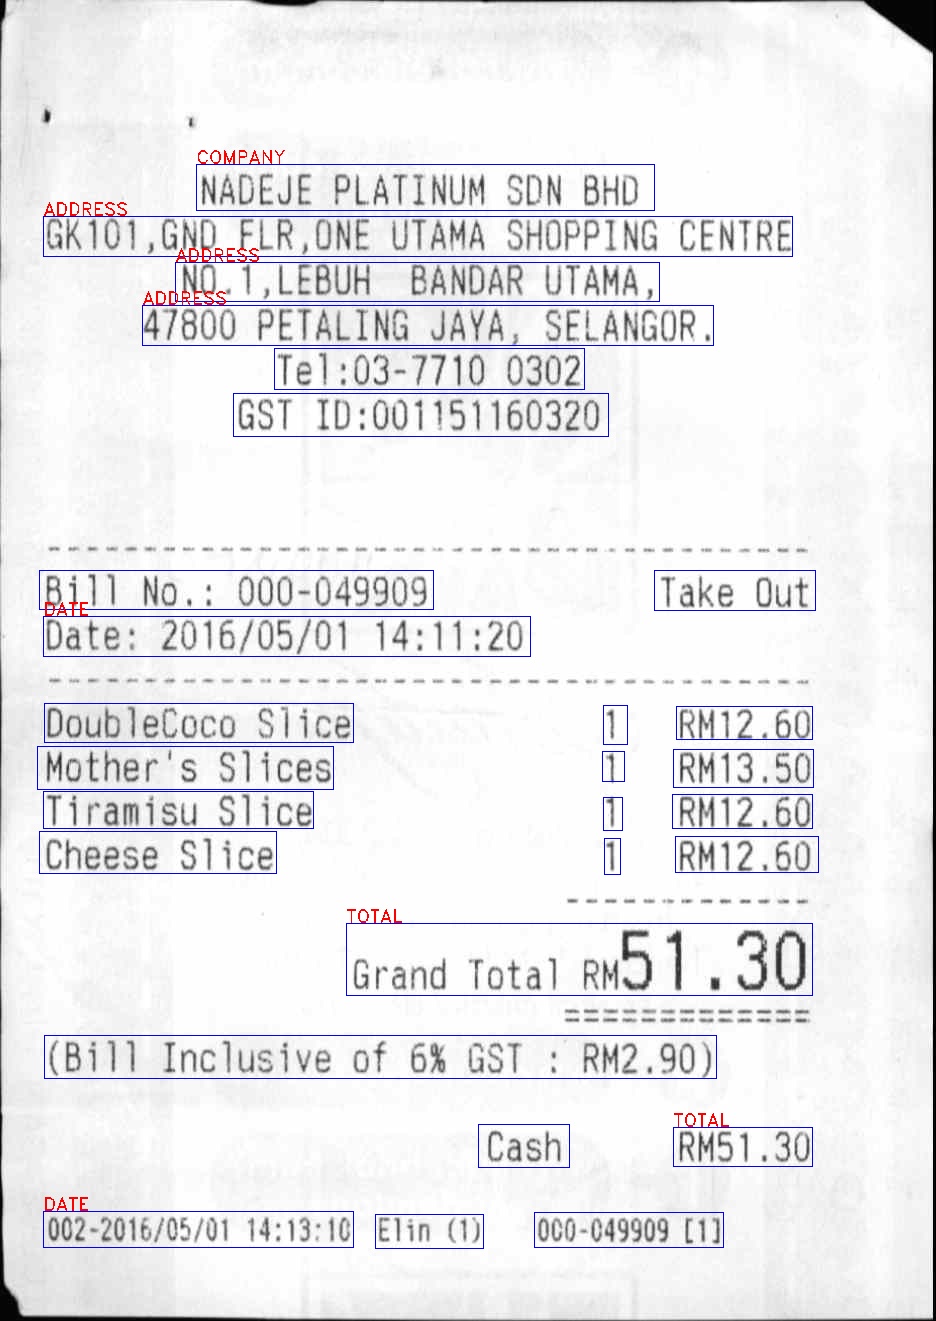 COMPANY
NADEJE PLATINUM SDN BHD
ADDRESS
GK101,GND FLR,ONE UTAMA SHOPPING CENTRE
ADDRESS
NO.1,LEBUH BANDAR UTAMA,
ADDRESS
47800 PETALING JAYA, SELANGOR.
Tel:03-7710 0302
GST ID:001151160320
Bill No.: 000-049909 Take Out
DATE
Date: 2016/05/01 14:11:20
DoubleCoco Slice 1 RM12.60
Mother's Slices 1 RM13.50
Tiramisu Slice 1 RM12.60
Cheese Slice 1 RM12.60
TOTAL
Grand Total RM51.30
(Bill Inclusive of 6% GST : RM2.90)
TOTAL
Cash RM51.30
DATE
002-2016/05/01 14:13:10 Elin (1) 000-049909 [1]